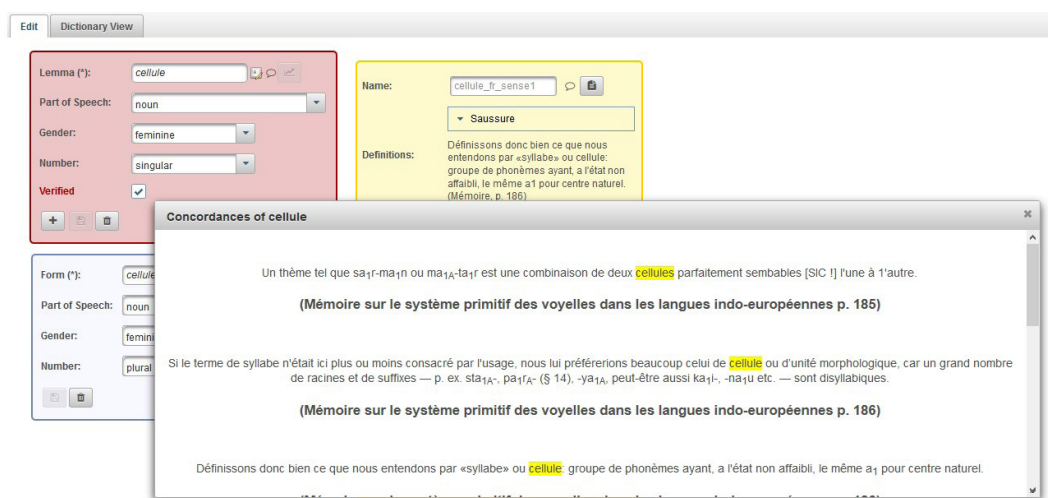 Edit Dictionary View
Lemma (*): cellule
Part of Speech: noun
Gender: feminine
Number: singular
Verified
Name: cellule_fr_sense1
Saussure
Definitions:
Définissons donc bien ce que nous
entendons par «syllabe» ou cellule:
groupe de phonèmes ayant, a l'état non
affaibli, le même a1 pour centre naturel.
(Mémoire, p. 186)
Form (*): cellule
Part of Speech: noun
Gender: femini
Number: plural
Concordances of cellule
Un thème tel que sa₁r-ma₁n ou ma₁ᴀ-ta₁r est une combinaison de deux cellules parfaitement sembables [SIC !] l'une à 1'autre.
(Mémoire sur le système primitif des voyelles dans les langues indo-européennes p. 185)
Si le terme de syllabe n'était ici plus ou moins consacré par l'usage, nous lui préférerions beaucoup celui de cellule ou d'unité morphologique, car un grand nombre
de racines et de suffixes — p. ex. sta₁ᴀ-, pa₁rᴀ- (§ 14), -ya₁ᴀ, peut-être aussi ka₁i-, -na₁u etc. — sont disyllabiques.
(Mémoire sur le système primitif des voyelles dans les langues indo-européennes p. 186)
Définissons donc bien ce que nous entendons par «syllabe» ou cellule: groupe de phonèmes ayant, a l'état non affaibli, le même a₁ pour centre naturel.